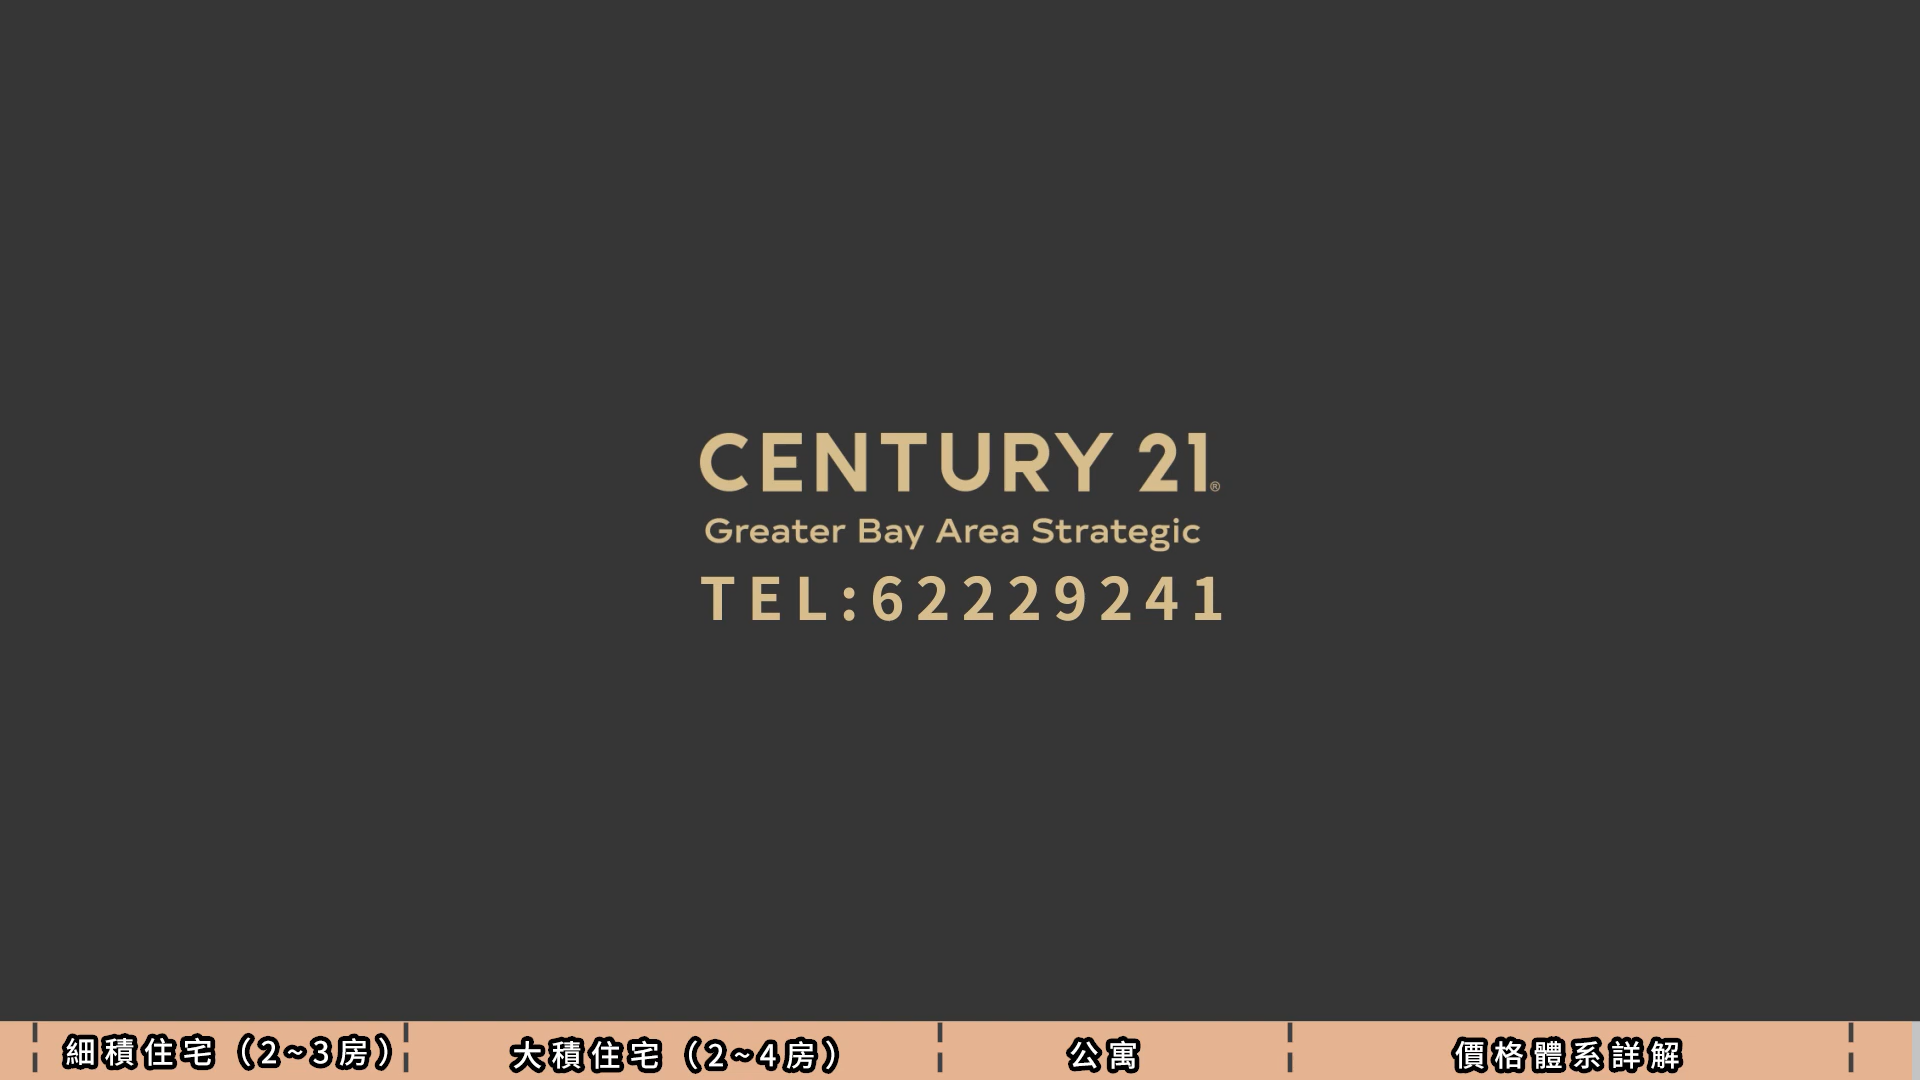 CENTURY 21®
Greater Bay Area Strategic
TEL:62229241
細積住宅（2~3房）
大積住宅（2~4房）
公寓
價格體系詳解